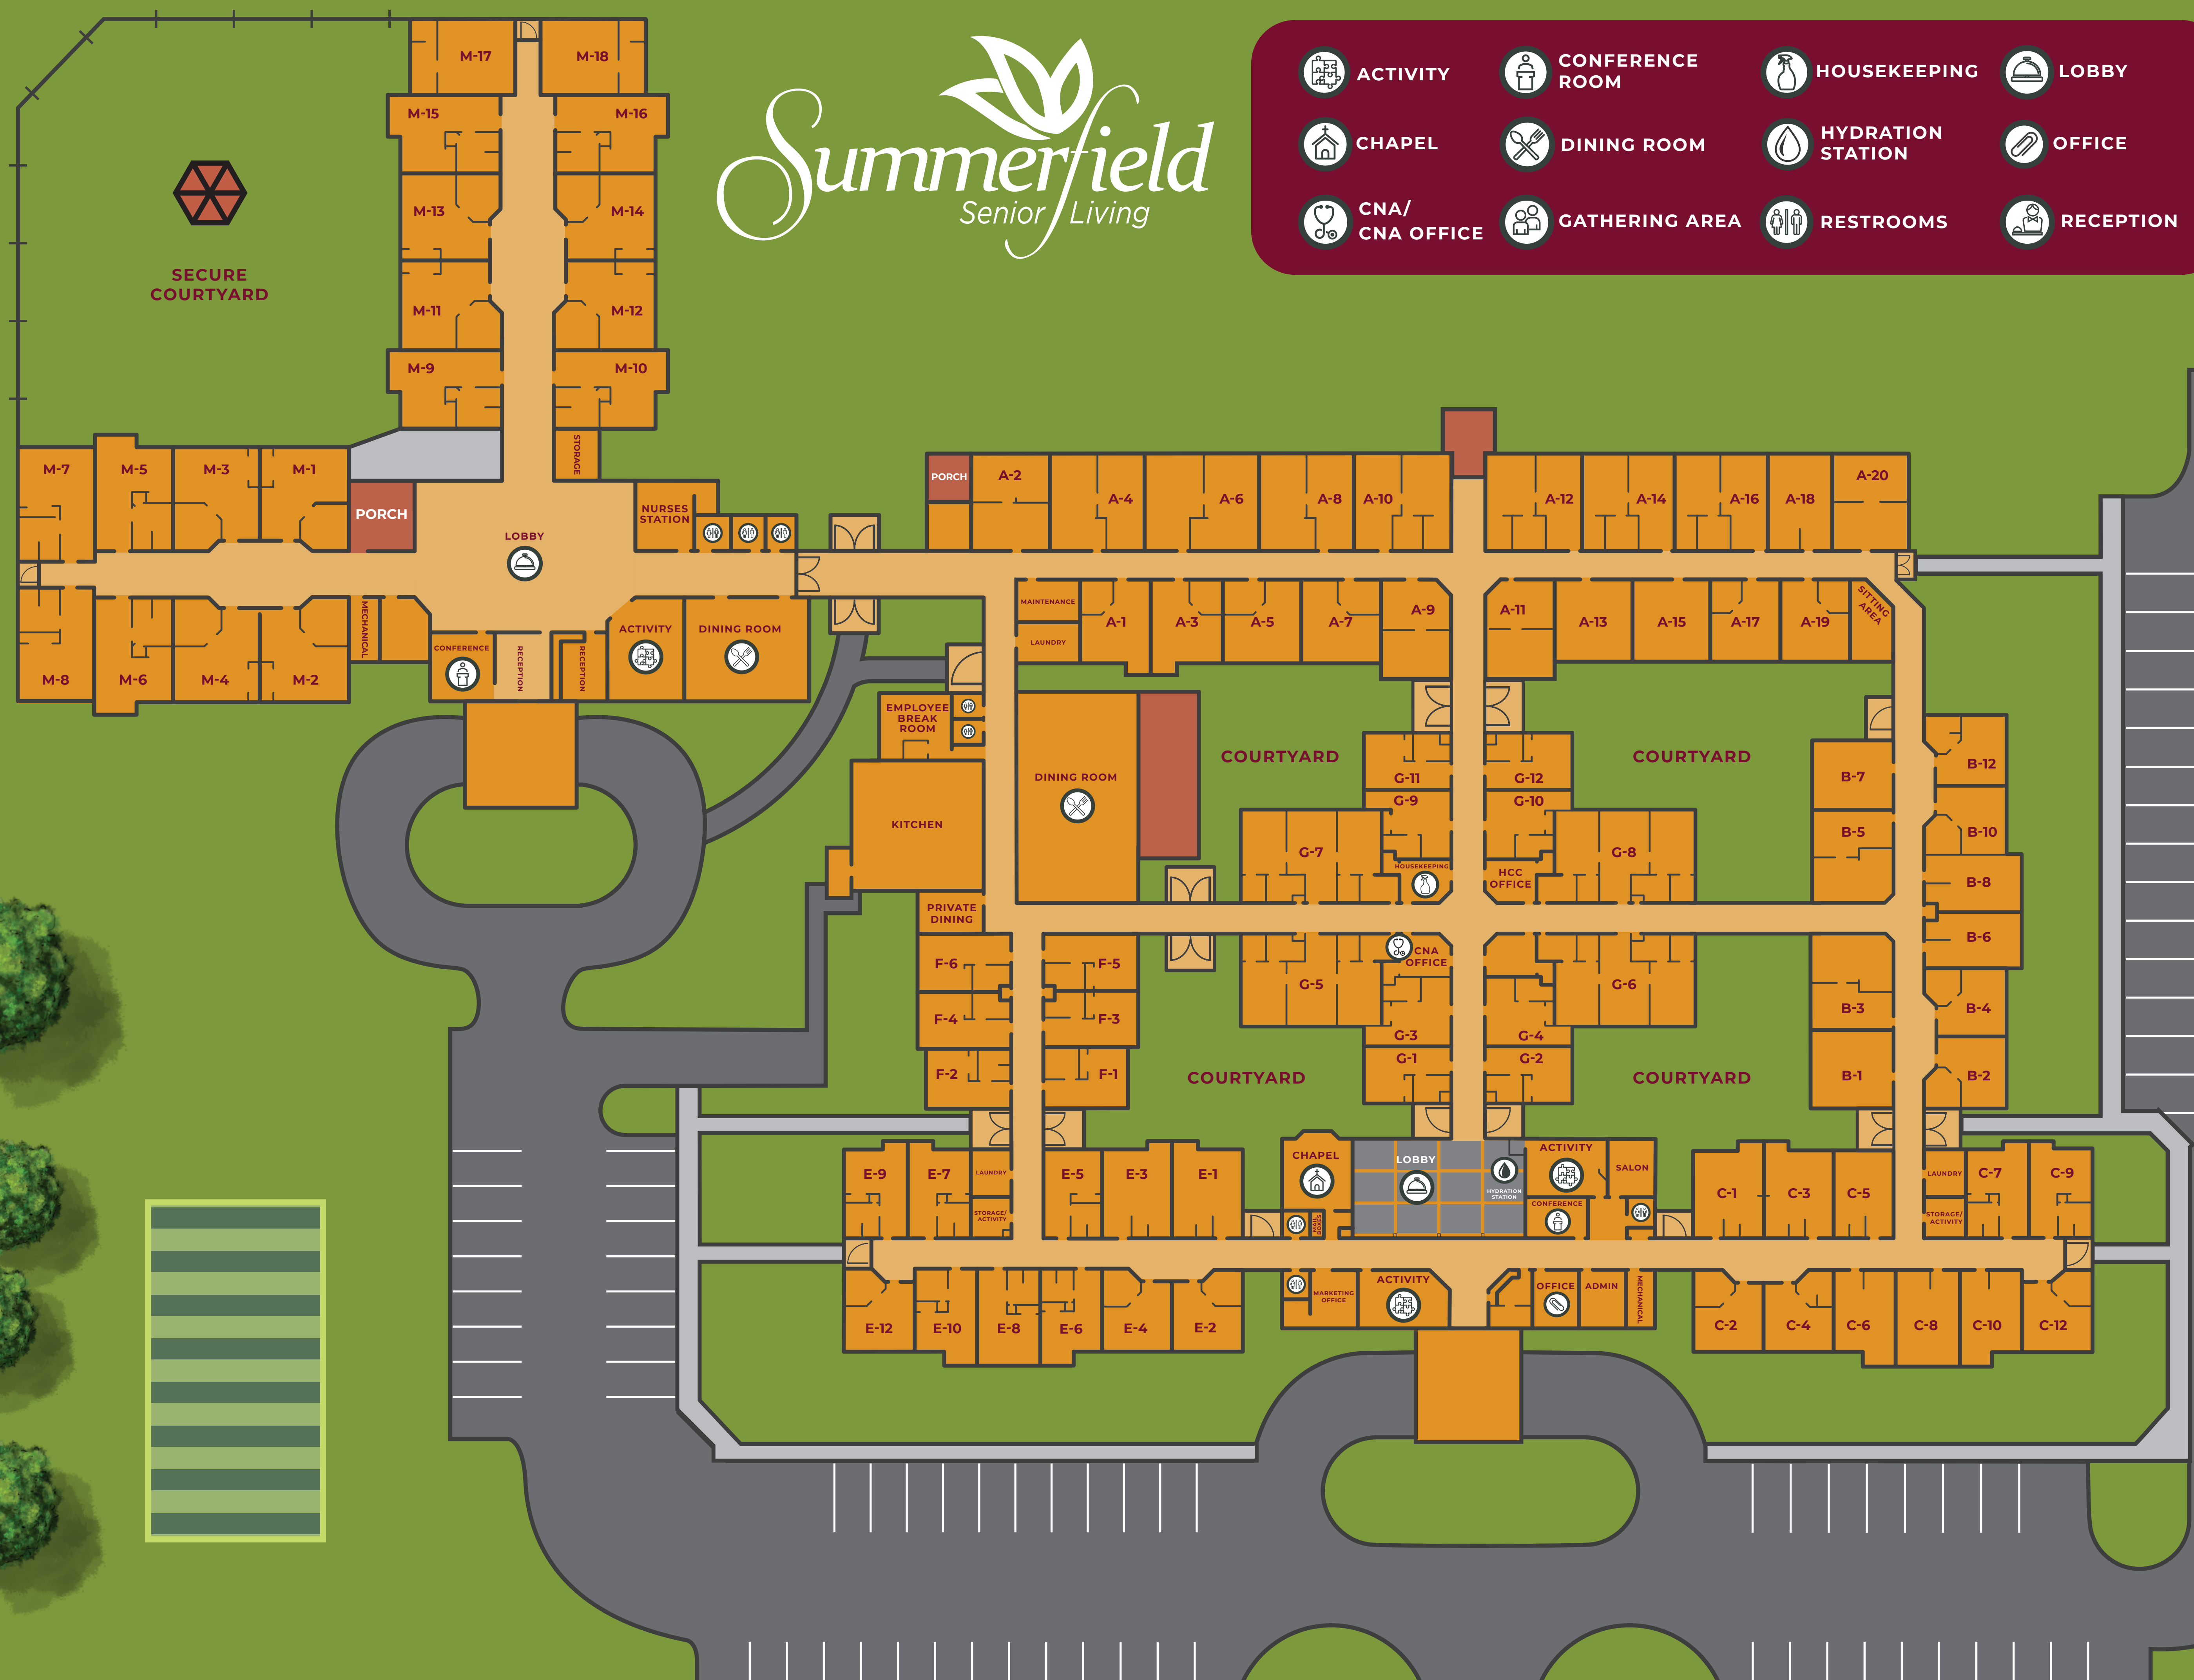 Summerfield
Senior Living
ACTIVITY
CONFERENCE
ROOM
HOUSEKEEPING
LOBBY
CHAPEL
DINING ROOM
HYDRATION
STATION
OFFICE
CNA/
CNA OFFICE
GATHERING AREA
RESTROOMS
RECEPTION
M-17
M-18
M-15
M-16
M-13
M-14
M-11
M-12
M-9
M-10
SECURE
COURTYARD
STORAGE
M-7
M-5
M-3
M-1
PORCH
LOBBY
NURSES
STATION
M-8
M-6
M-4
M-2
MECHANICAL
CONFERENCE
RECEPTION
RECEPTION
ACTIVITY
DINING ROOM
PORCH
A-2
A-4
A-6
A-8
A-10
A-12
A-14
A-16
A-18
A-20
MAINTENANCE
LAUNDRY
A-1
A-3
A-5
A-7
A-9
A-11
A-13
A-15
A-17
A-19
SITTING
AREA
EMPLOYEE
BREAK
ROOM
KITCHEN
DINING ROOM
PRIVATE
DINING
COURTYARD
COURTYARD
G-11
G-12
G-9
G-10
G-7
G-8
HOUSEKEEPING
HCC
OFFICE
B-7
B-5
B-12
B-10
B-8
B-6
CNA
OFFICE
G-5
G-6
G-3
G-4
G-1
G-2
B-3
B-4
B-1
B-2
F-6
F-5
F-4
F-3
F-2
F-1
COURTYARD
COURTYARD
E-9
E-7
LAUNDRY
STORAGE/
ACTIVITY
E-5
E-3
E-1
CHAPEL
MAIL
BOXES
LOBBY
HYDRATION
STATION
ACTIVITY
SALON
CONFERENCE
C-1
C-3
C-5
LAUNDRY
STORAGE/
ACTIVITY
C-7
C-9
E-12
E-10
E-8
E-6
E-4
E-2
MARKETING
OFFICE
ACTIVITY
OFFICE
ADMIN
MECHANICAL
C-2
C-4
C-6
C-8
C-10
C-12